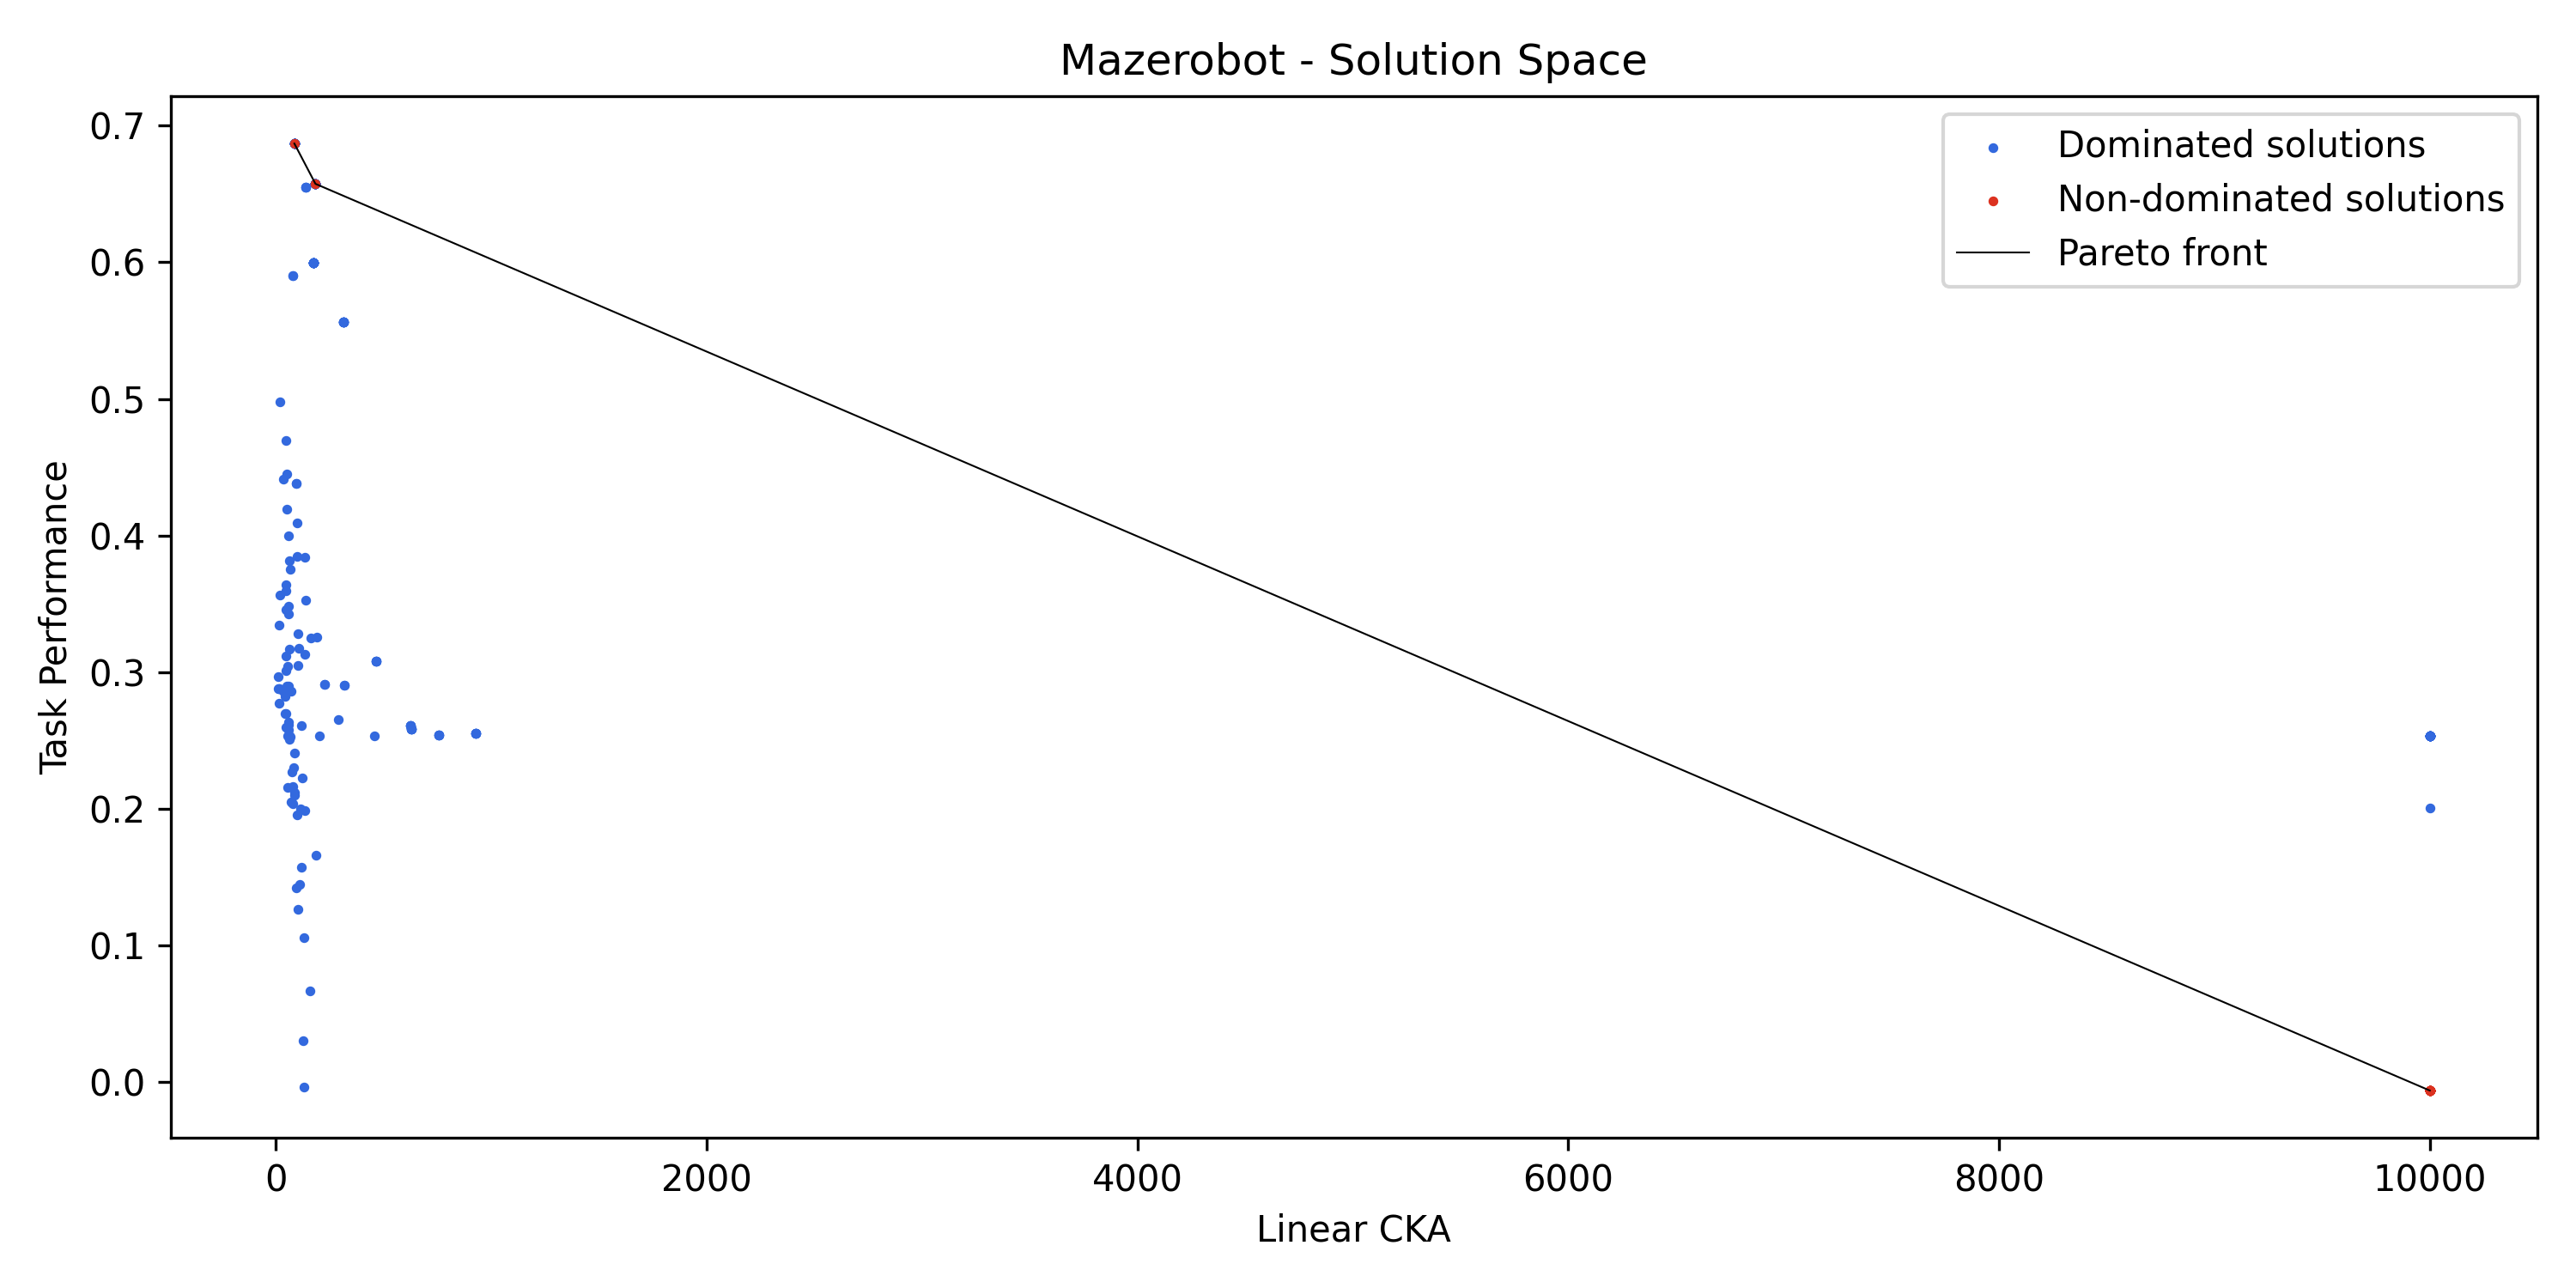 Mazerobot - Solution Space
Dominated solutions
Non-dominated solutions
Pareto front
Task Performance
0.7
0.6
0.5
0.4
0.3
0.2
0.1
0.0
0 2000 4000 6000 8000 10000
Linear CKA